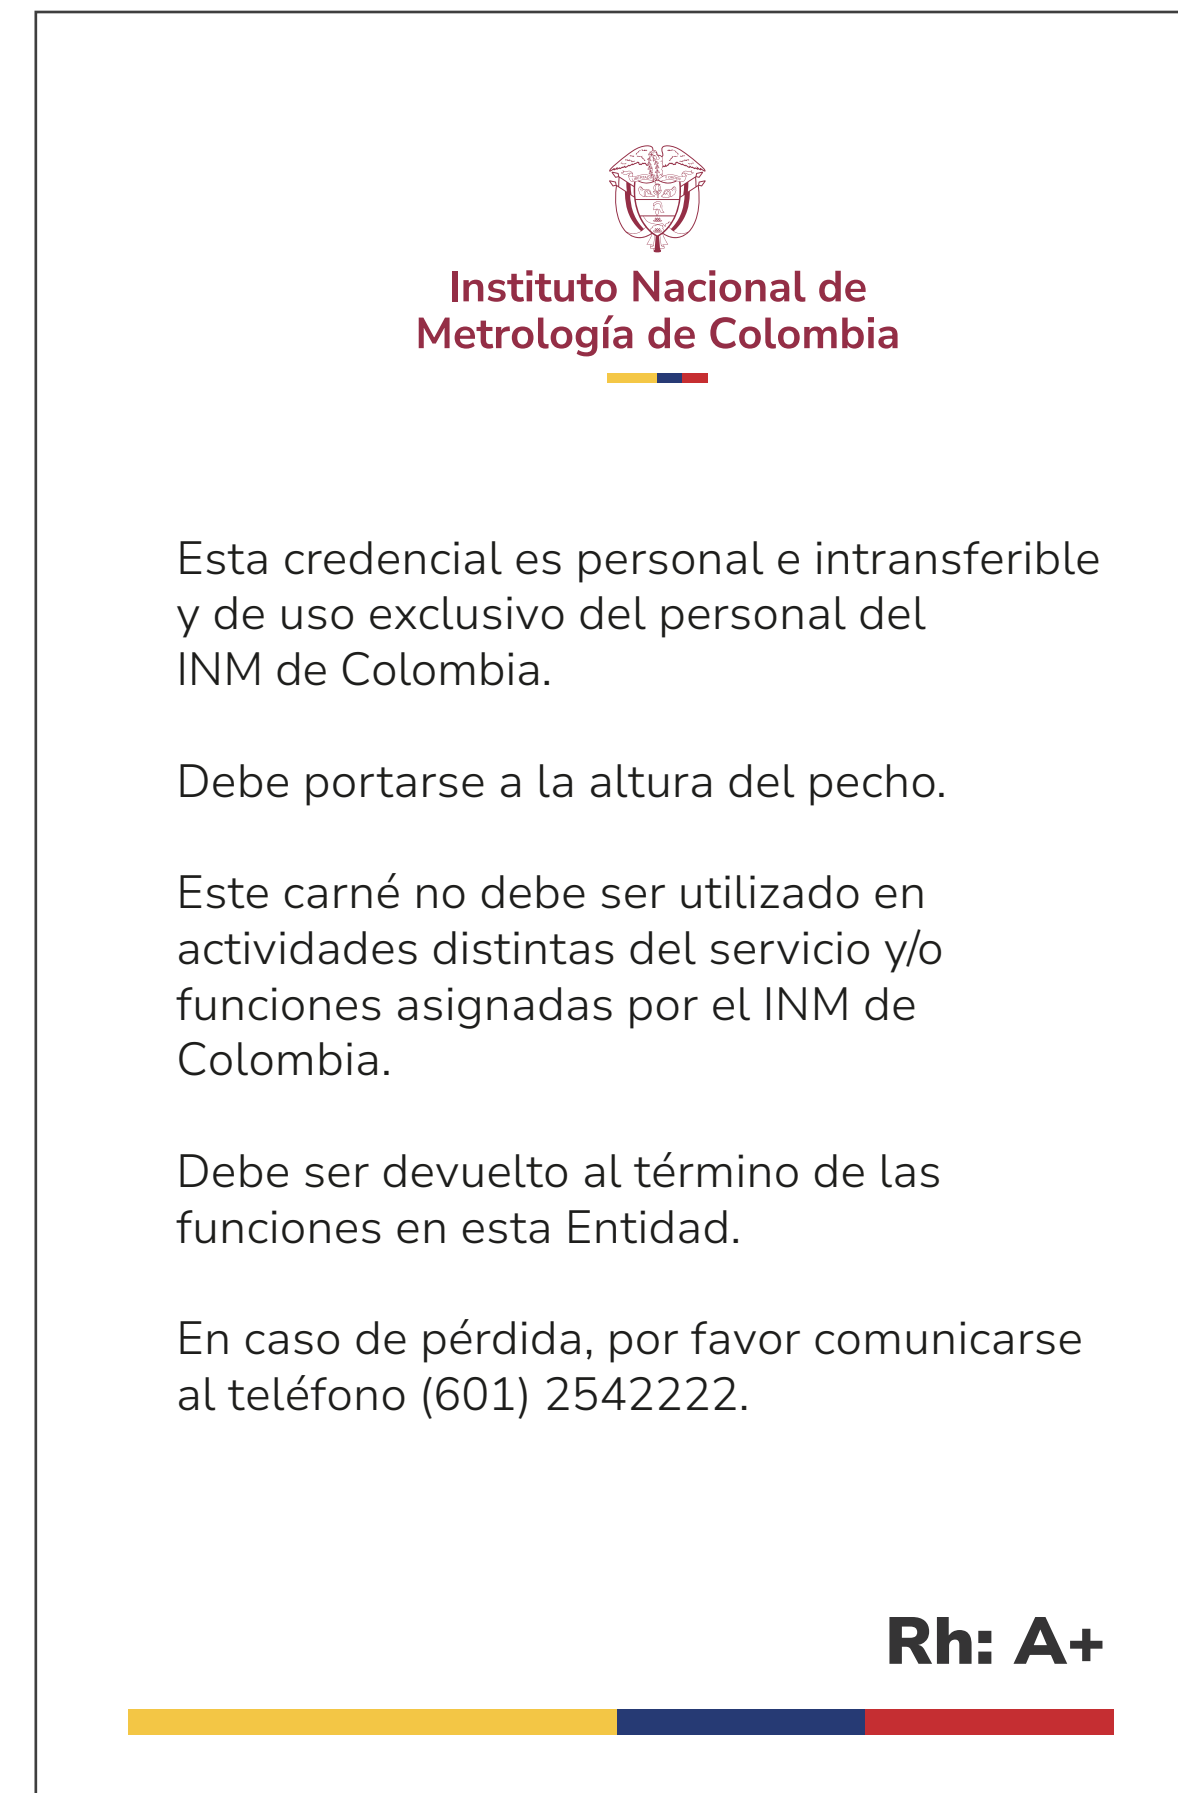 Instituto Nacional de
Metrología de Colombia
Esta credencial es personal e intransferible
y de uso exclusivo del personal del
INM de Colombia.
Debe portarse a la altura del pecho.
Este carné no debe ser utilizado en
actividades distintas del servicio y/o
funciones asignadas por el INM de
Colombia.
Debe ser devuelto al término de las
funciones en esta Entidad.
En caso de pérdida, por favor comunicarse
al teléfono (601) 2542222.
Rh: A+